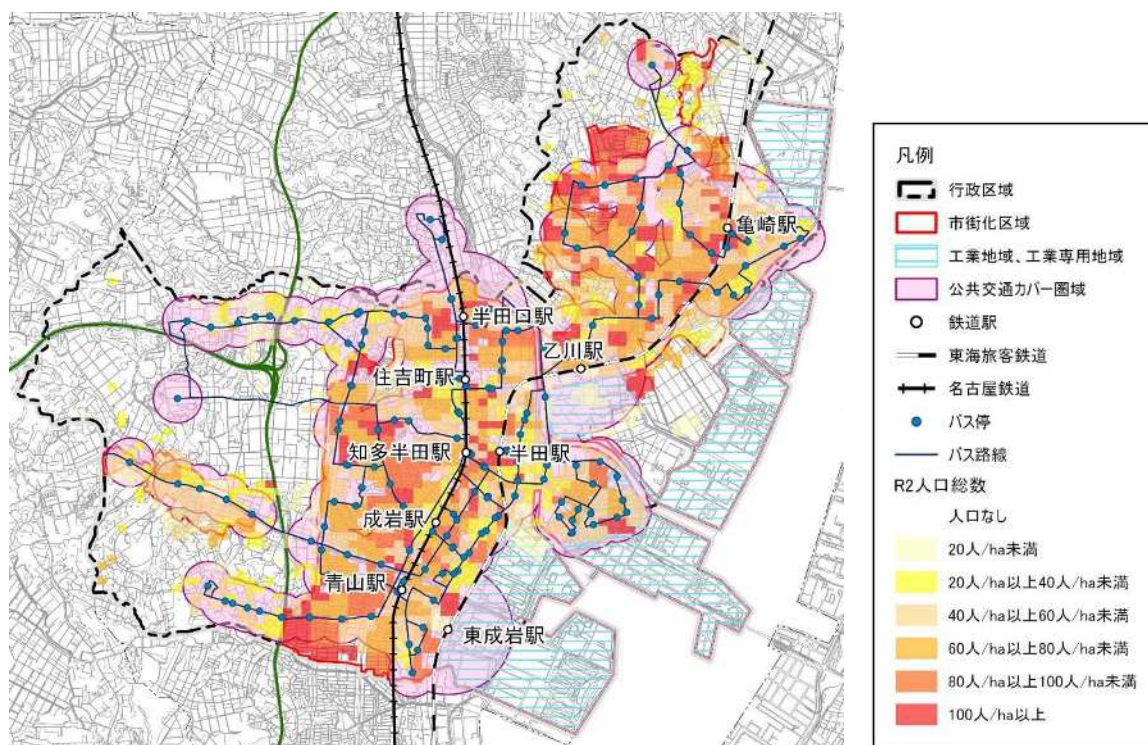 亀崎駅
半田口駅
乙川駅
住吉町駅
知多半田駅
半田駅
成岩駅
青山駅
東成岩駅
凡例
行政区域
市街化区域
工業地域、工業専用地域
公共交通カバー圏域
鉄道駅
東海旅客鉄道
名古屋鉄道
バス停
バス路線
R2人口総数
人口なし
20人/ha未満
20人/ha以上40人/ha未満
40人/ha以上60人/ha未満
60人/ha以上80人/ha未満
80人/ha以上100人/ha未満
100人/ha以上